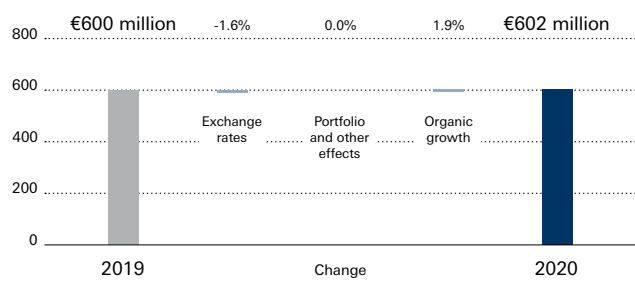 €600 million -1.6% 0.0% 1.9% €602 million
800
600
Exchange Portfolio Organic
rates and other growth
effects
400
200
0
2019 Change 2020